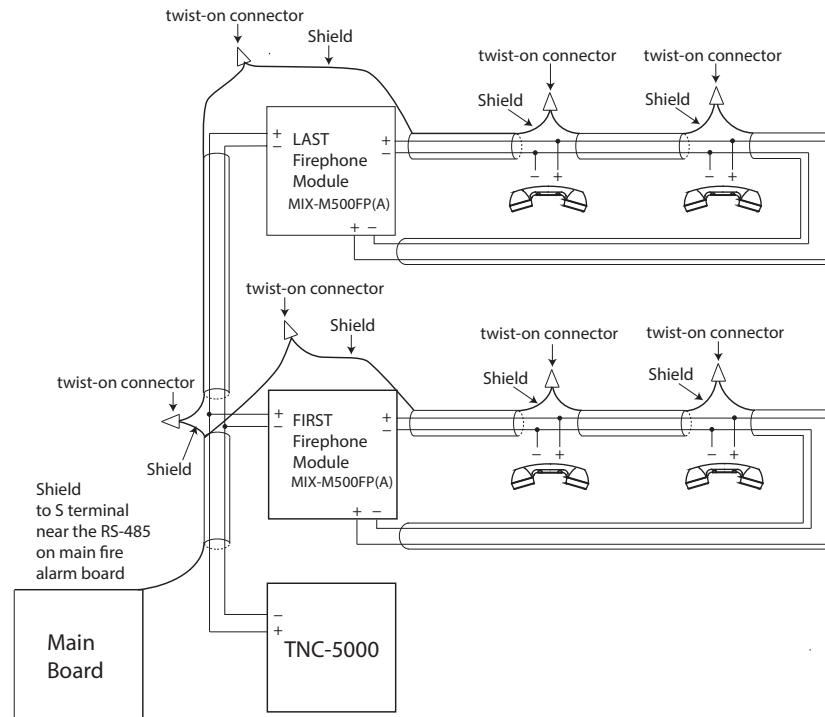 twist-on connector
Shield
twist-on connector
twist-on connector
Shield
Shield
+
−
LAST
Firephone
Module
MIX-M500FP(A)
+
−
− +
− +
+ −
twist-on connector
Shield
twist-on connector
twist-on connector
twist-on connector
Shield
Shield
+
−
FIRST
Firephone
Module
MIX-M500FP(A)
+
−
− +
− +
+ −
Shield
Shield
to S terminal
near the RS-485
on main fire
alarm board
Main
Board
−
+
TNC-5000